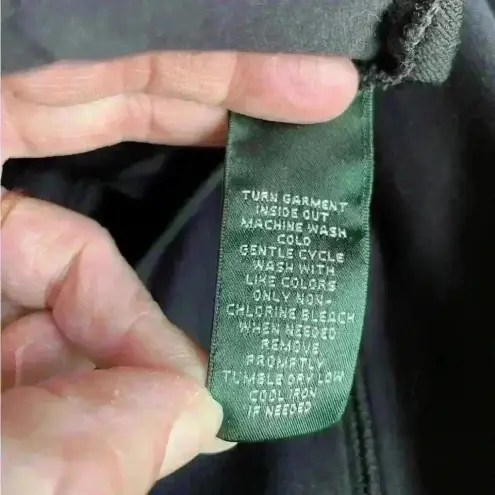 TURN GARMENT
INSIDE OUT
MACHINE WASH
COLD
GENTLE CYCLE
WASH WITH
LIKE COLORS
ONLY NON-
CHLORINE BLEACH
WHEN NEEDED
REMOVE
PROMPTLY
TUMBLE DRY LOW
COOL IRON
IF NEEDED